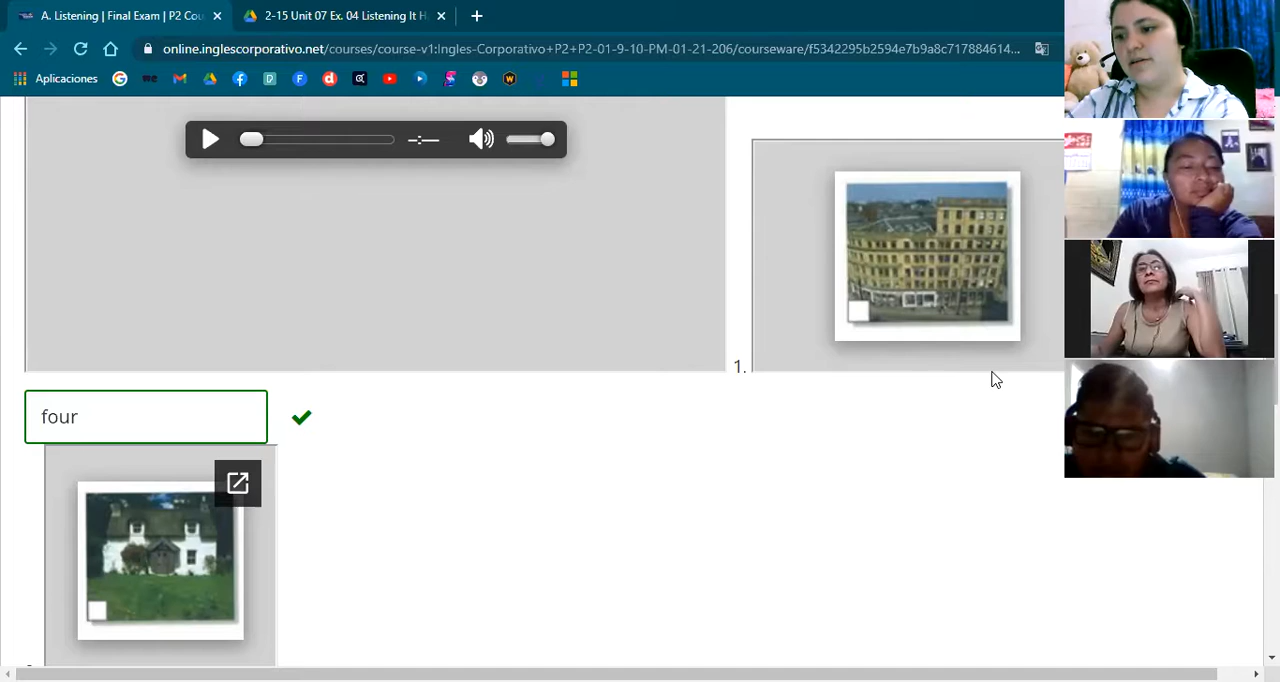 A. Listening | Final Exam | P2 Cou
2-15 Unit 07 Ex. 04 Listening It H
online.inglescorporativo.net/courses/course-v1:Ingles-Corporativo+P2+P2-01-9-10-PM-01-21-206/courseware/f5342295b2594e7b9a8c717884614...
Aplicaciones
-:--
1.
four